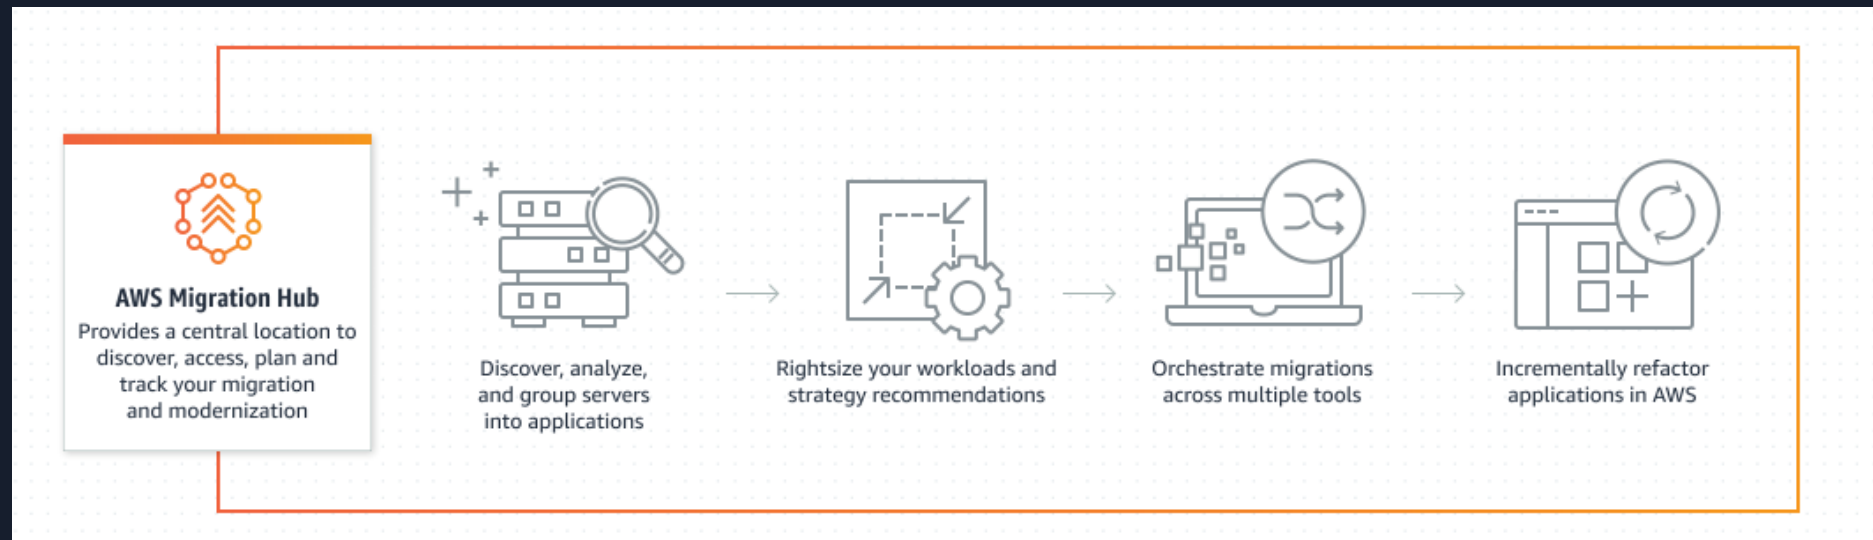 AWS Migration Hub
Provides a central location to
discover, access, plan and
track your migration
and modernization
Discover, analyze,
and group servers
into applications
Rightsize your workloads and
strategy recommendations
Orchestrate migrations
across multiple tools
Incrementally refactor
applications in AWS